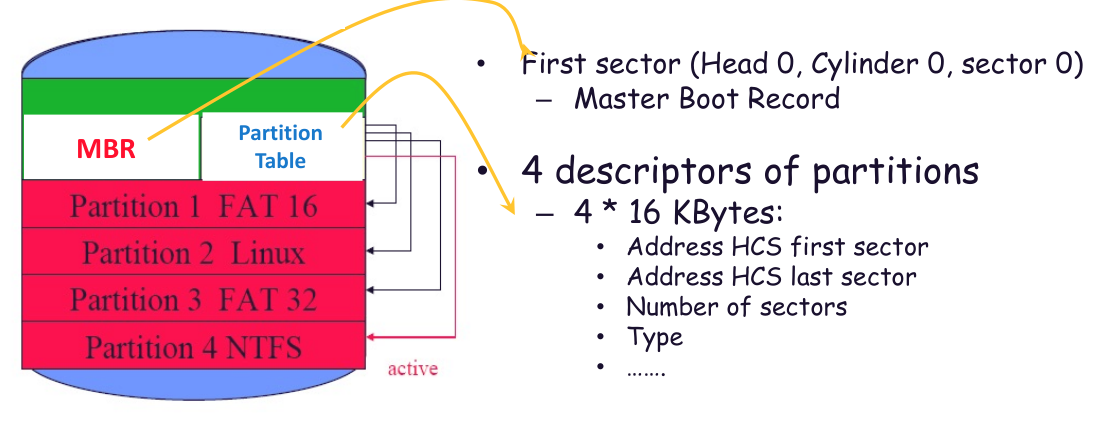 MBR
Partition
Table
Partition 1 FAT 16
Partition 2 Linux
Partition 3 FAT 32
Partition 4 NTFS
active
• First sector (Head 0, Cylinder 0, sector 0)
– Master Boot Record
• 4 descriptors of partitions
– 4 * 16 KBytes:
• Address HCS first sector
• Address HCS last sector
• Number of sectors
• Type
• …….